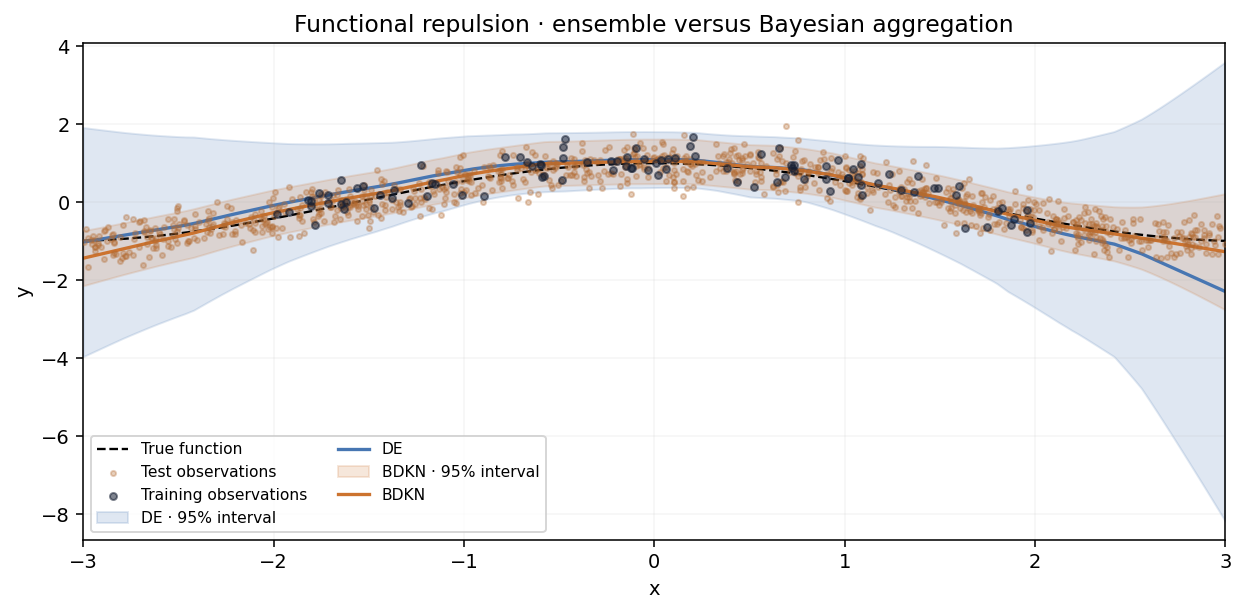 Functional repulsion · ensemble versus Bayesian aggregation
4
2
0
−2
−4
−6
−8
y
True function
Test observations
Training observations
DE · 95% interval
DE
BDKN · 95% interval
BDKN
−3 −2 −1 0 1 2 3
x